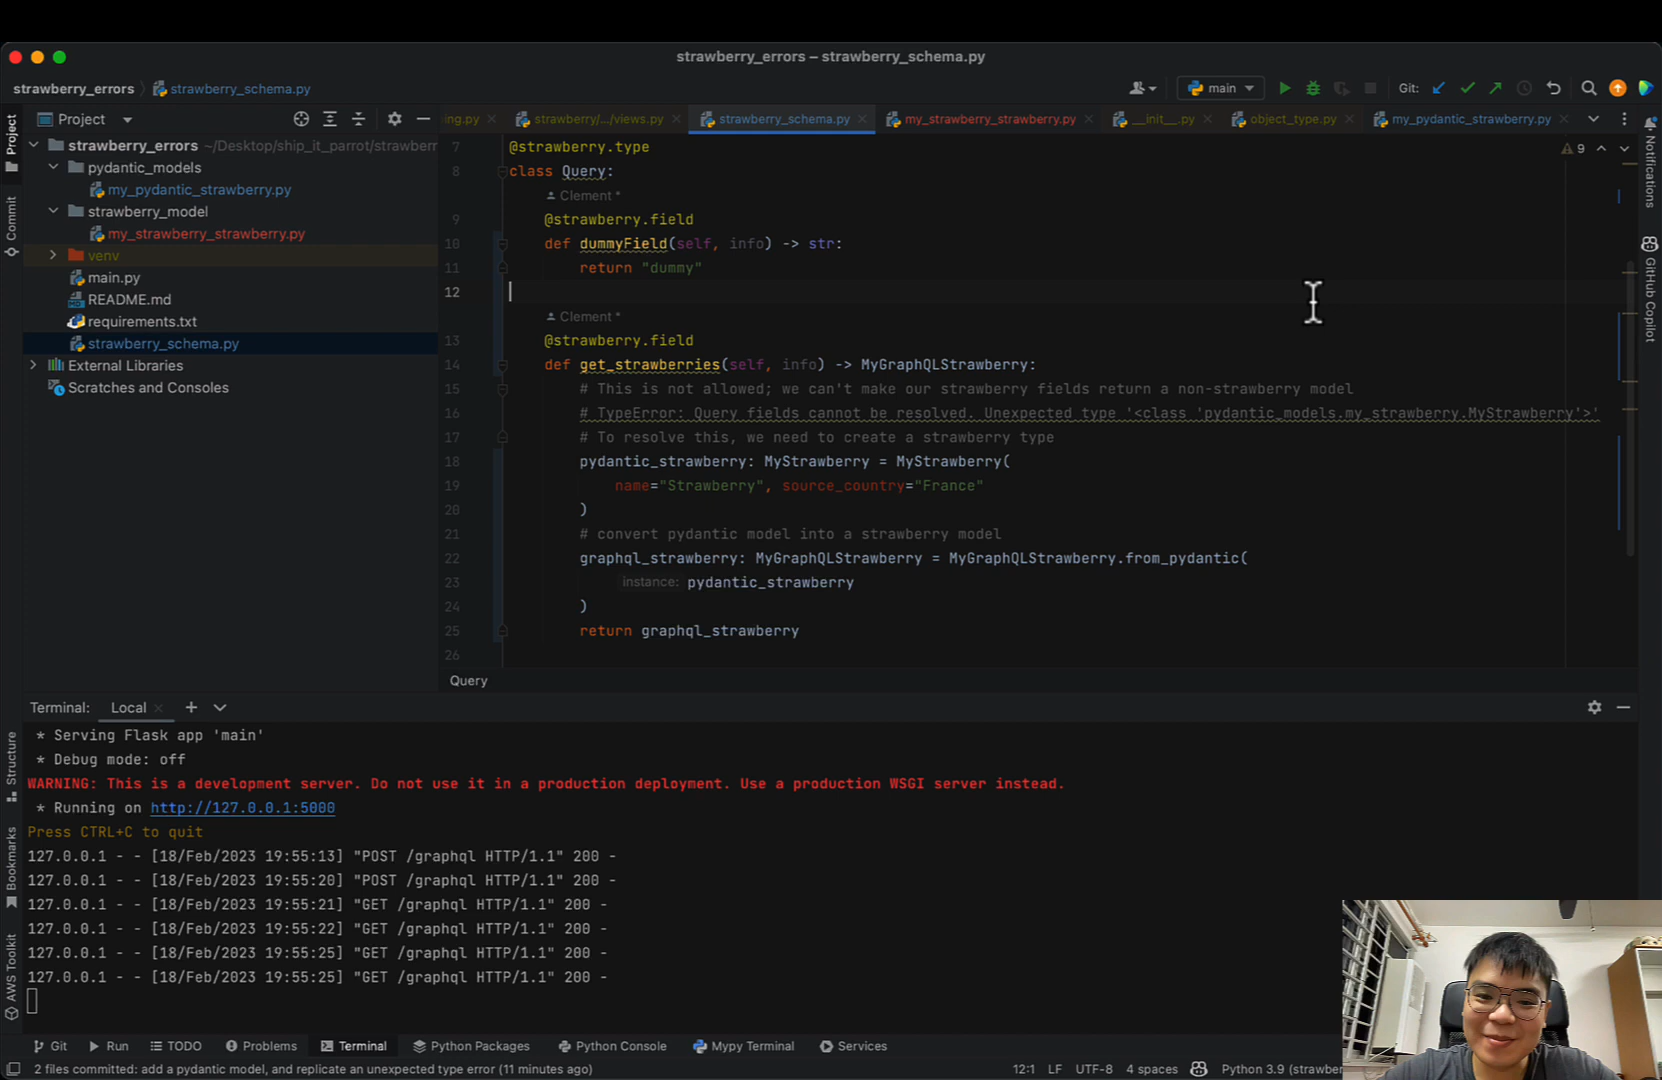 strawberry_errors – strawberry_schema.py
strawberry_errors
strawberry_schema.py
main
Git:
Project
ing.py
strawberry/.../views.py
strawberry_schema.py
my_strawberry_strawberry.py
__init__.py
object_type.py
my_pydantic_strawberry.py
Project
Commit
Structure
Bookmarks
AWS Toolkit
Notifications
GitHub Copilot
strawberry_errors ~/Desktop/ship_it_parrot/strawberr
pydantic_models
my_pydantic_strawberry.py
strawberry_model
my_strawberry_strawberry.py
venv
main.py
README.md
requirements.txt
strawberry_schema.py
External Libraries
Scratches and Consoles
9
7 @strawberry.type
8 class Query:
Clement *
9 @strawberry.field
10 def dummyField(self, info) -> str:
11 return "dummy"
12
Clement *
13 @strawberry.field
14 def get_strawberries(self, info) -> MyGraphQLStrawberry:
15 # This is not allowed; we can't make our strawberry fields return a non-strawberry model
16 # TypeError: Query fields cannot be resolved. Unexpected type '<class 'pydantic_models.my_strawberry.MyStrawberry'>'
17 # To resolve this, we need to create a strawberry type
18 pydantic_strawberry: MyStrawberry = MyStrawberry(
19 name="Strawberry", source_country="France"
20 )
21 # convert pydantic model into a strawberry model
22 graphql_strawberry: MyGraphQLStrawberry = MyGraphQLStrawberry.from_pydantic(
23 instance: pydantic_strawberry
24 )
25 return graphql_strawberry
26
Query
Terminal: Local
* Serving Flask app 'main'
* Debug mode: off
WARNING: This is a development server. Do not use it in a production deployment. Use a production WSGI server instead.
* Running on http://127.0.0.1:5000
Press CTRL+C to quit
127.0.0.1 - - [18/Feb/2023 19:55:13] "POST /graphql HTTP/1.1" 200 -
127.0.0.1 - - [18/Feb/2023 19:55:20] "POST /graphql HTTP/1.1" 200 -
127.0.0.1 - - [18/Feb/2023 19:55:21] "GET /graphql HTTP/1.1" 200 -
127.0.0.1 - - [18/Feb/2023 19:55:22] "GET /graphql HTTP/1.1" 200 -
127.0.0.1 - - [18/Feb/2023 19:55:25] "GET /graphql HTTP/1.1" 200 -
127.0.0.1 - - [18/Feb/2023 19:55:25] "GET /graphql HTTP/1.1" 200 -
Git Run TODO Problems Terminal Python Packages Python Console Mypy Terminal Services
2 files committed: add a pydantic model, and replicate an unexpected type error (11 minutes ago)
12:1 LF UTF-8 4 spaces Python 3.9 (strawber